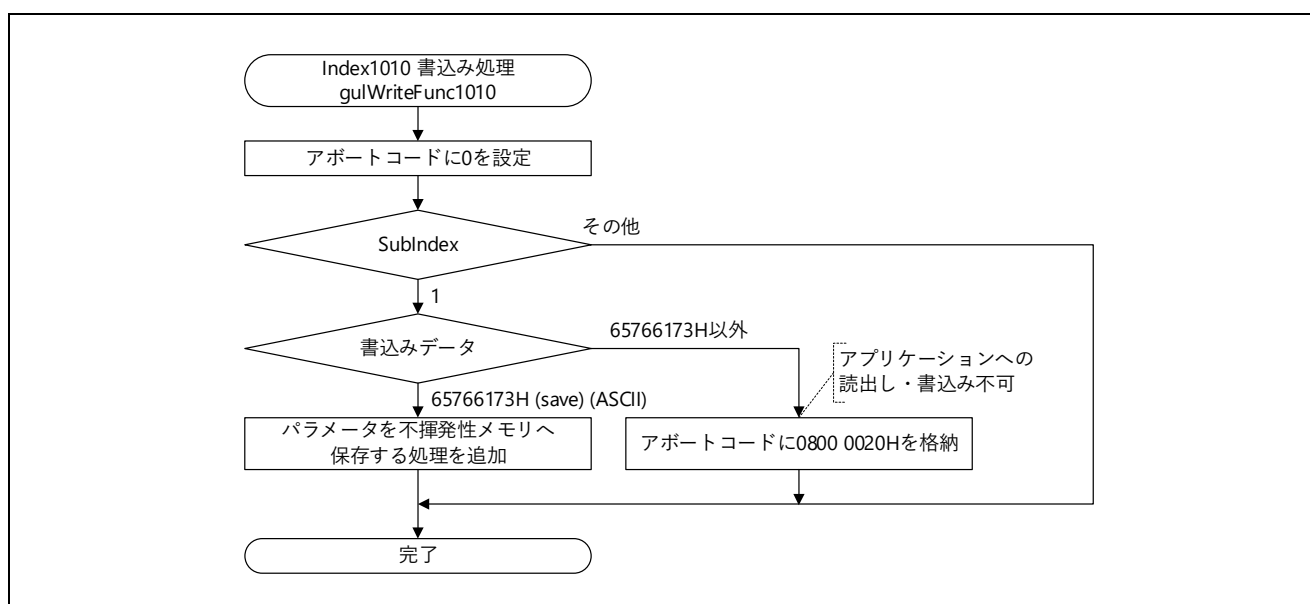 Index1010 書込み処理
gulWriteFunc1010
アボートコードに0を設定
SubIndex
その他
1
書込みデータ
65766173H以外
アプリケーションへの
読出し・書込み不可
65766173H (save) (ASCII)
パラメータを不揮発性メモリへ
保存する処理を追加
アボートコードに0800 0020Hを格納
完了